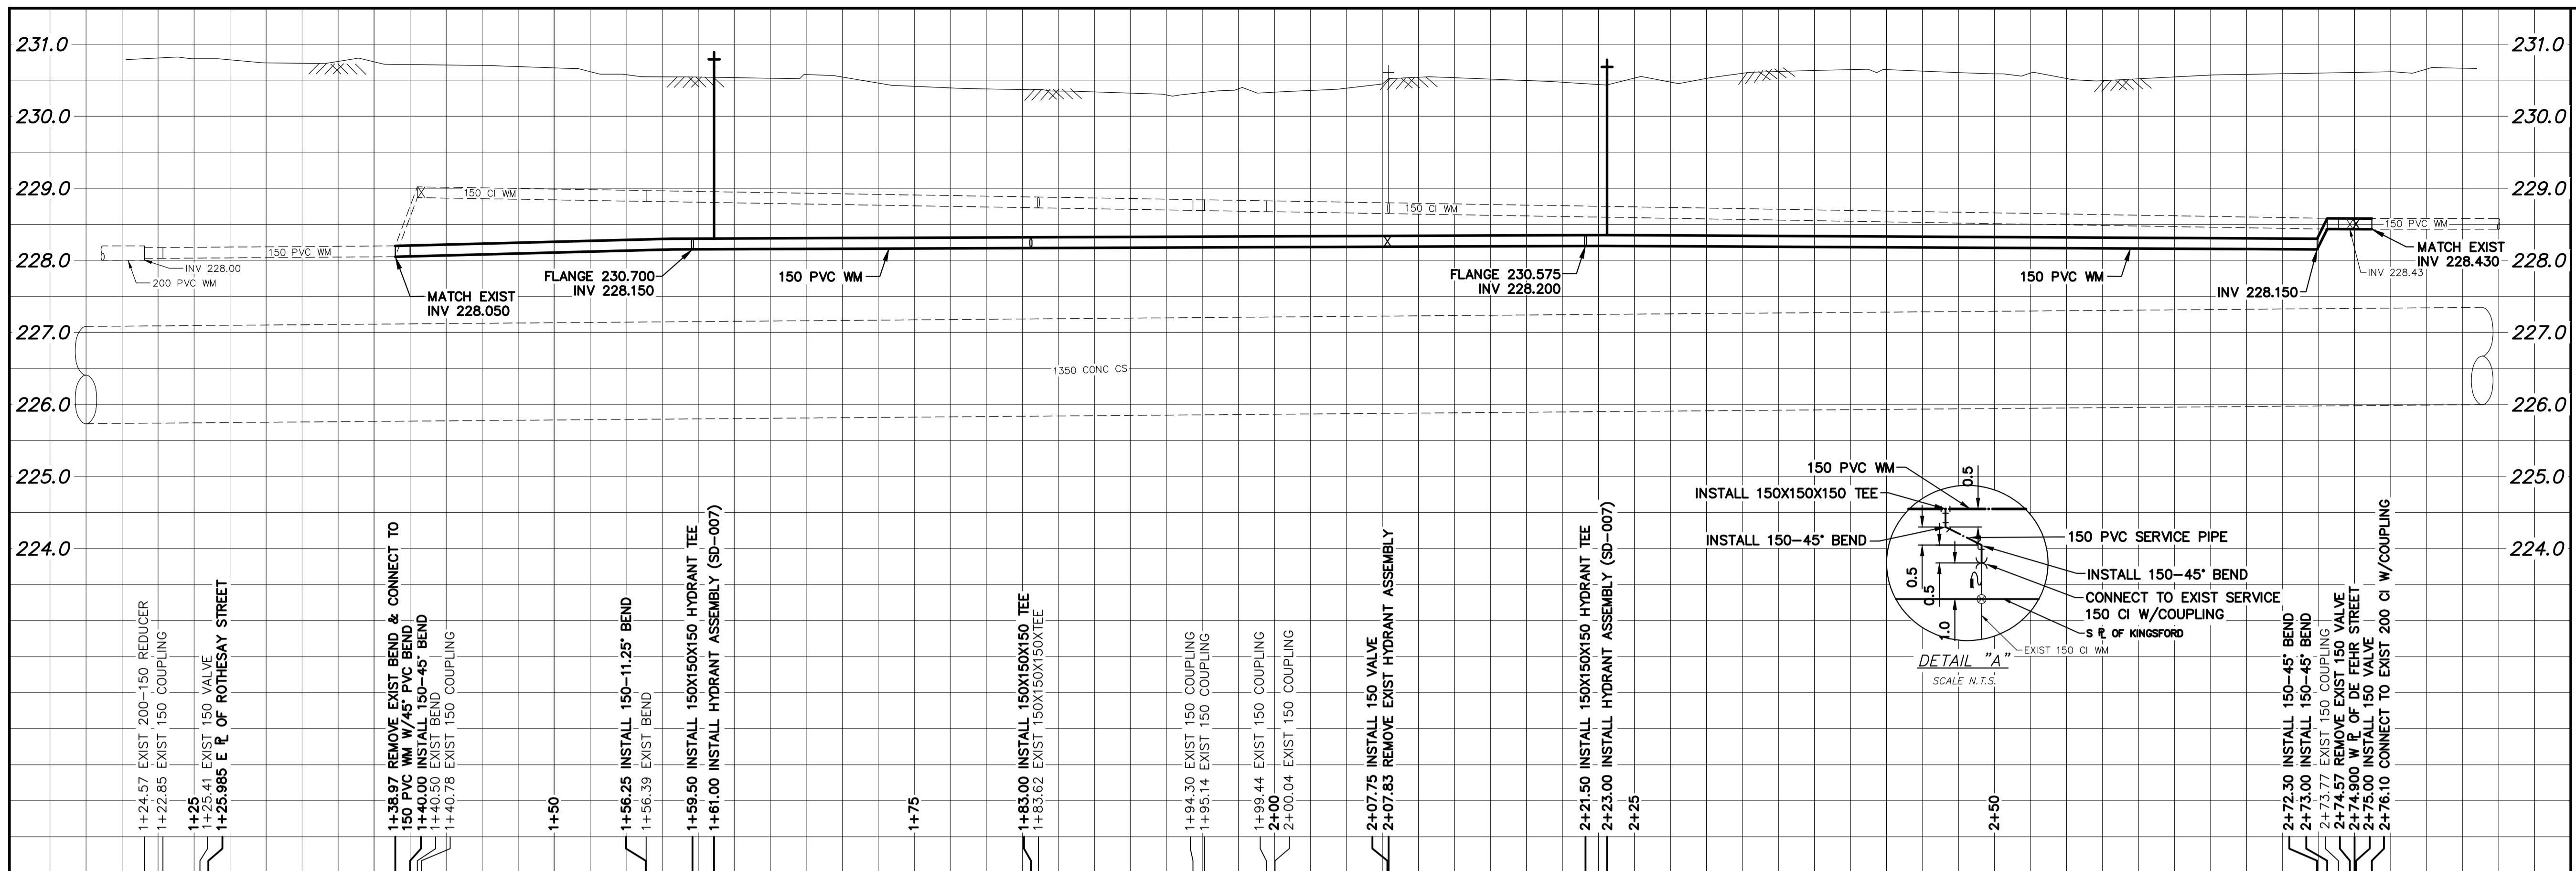 231.0
231.0
230.0
230.0
229.0
229.0
150 CI WM
150 CI WM
150 PVC WM
150 PVC WM
228.0
228.0
INV 228.00
200 PVC WM
MATCH EXIST
INV 228.050
FLANGE 230.700
INV 228.150
150 PVC WM
FLANGE 230.575
INV 228.200
150 PVC WM
INV 228.150
INV 228.43
MATCH EXIST
INV 228.430
227.0
227.0
1350 CONC CS
226.0
226.0
225.0
225.0
224.0
224.0
150 PVC WM
0.5
INSTALL 150X150X150 TEE
INSTALL 150-45° BEND
150 PVC SERVICE PIPE
INSTALL 150-45° BEND
0.5
0.5
CONNECT TO EXIST SERVICE
150 CI W/COUPLING
1.0
S ⅊ OF KINGSFORD
EXIST 150 CI WM
DETAIL "A"
SCALE N.T.S.
1+24.57 EXIST 200-150 REDUCER
1+22.85 EXIST 150 COUPLING
1+25
1+25.41 EXIST 150 VALVE
1+25.985 E ⅊ OF ROTHESAY STREET
1+38.97 REMOVE EXIST BEND & CONNECT TO
150 PVC WM W/45° PVC BEND
1+40.00 INSTALL 150-45° BEND
1+40.50 EXIST BEND
1+40.78 EXIST 150 COUPLING
1+50
1+56.25 INSTALL 150-11.25° BEND
1+56.39 EXIST BEND
1+59.50 INSTALL 150X150X150 HYDRANT TEE
1+61.00 INSTALL HYDRANT ASSEMBLY (SD-007)
1+75
1+83.00 INSTALL 150X150X150 TEE
1+83.62 EXIST 150X150X150XTEE
1+94.30 EXIST 150 COUPLING
1+95.14 EXIST 150 COUPLING
1+99.44 EXIST 150 COUPLING
2+00
2+00.04 EXIST 150 COUPLING
2+07.75 INSTALL 150 VALVE
2+07.83 REMOVE EXIST HYDRANT ASSEMBLY
2+21.50 INSTALL 150X150X150 HYDRANT TEE
2+23.00 INSTALL HYDRANT ASSEMBLY (SD-007)
2+25
2+50
2+72.30 INSTALL 150-45° BEND
2+73.00 INSTALL 150-45° BEND
2+73.77 EXIST 150 COUPLING
2+74.57 REMOVE EXIST 150 VALVE
2+74.900 W ⅊ OF DE FEHR STREET
2+75.00 INSTALL 150 VALVE
2+76.10 CONNECT TO EXIST 200 CI W/COUPLING